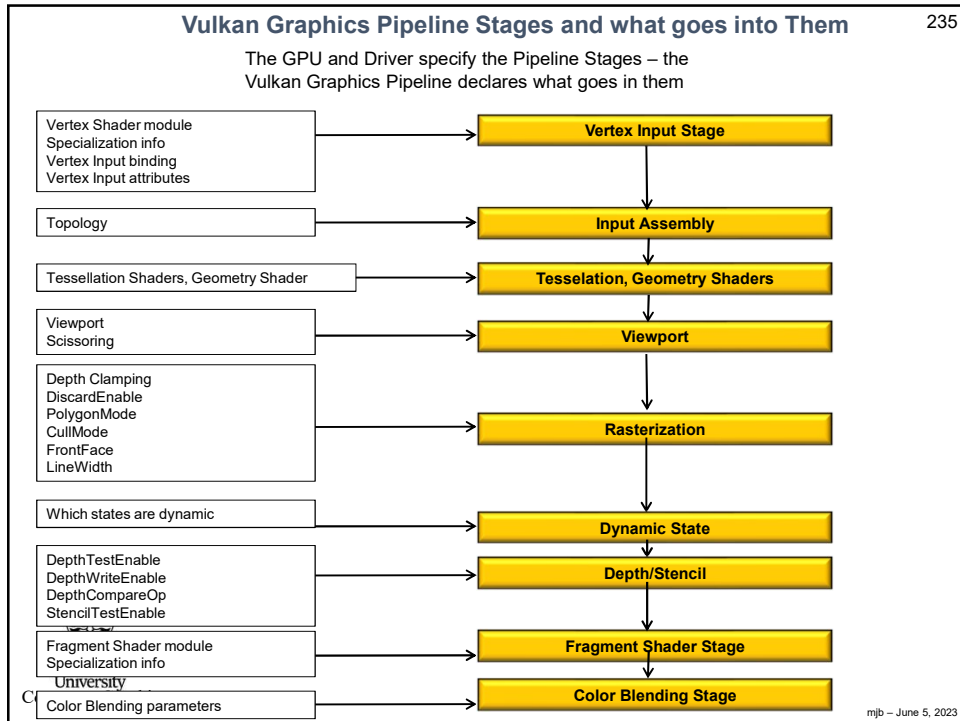 Vulkan Graphics Pipeline Stages and what goes into Them
235
The GPU and Driver specify the Pipeline Stages – the
Vulkan Graphics Pipeline declares what goes in them
Vertex Shader module
Specialization info
Vertex Input binding
Vertex Input attributes
Vertex Input Stage
Topology
Input Assembly
Tessellation Shaders, Geometry Shader
Tesselation, Geometry Shaders
Viewport
Scissoring
Viewport
Depth Clamping
DiscardEnable
PolygonMode
CullMode
FrontFace
LineWidth
Rasterization
Which states are dynamic
Dynamic State
DepthTestEnable
DepthWriteEnable
DepthCompareOp
StencilTestEnable
Depth/Stencil
Fragment Shader module
Specialization info
Fragment Shader Stage
University
Color Blending parameters
Color Blending Stage
mjb – June 5, 2023